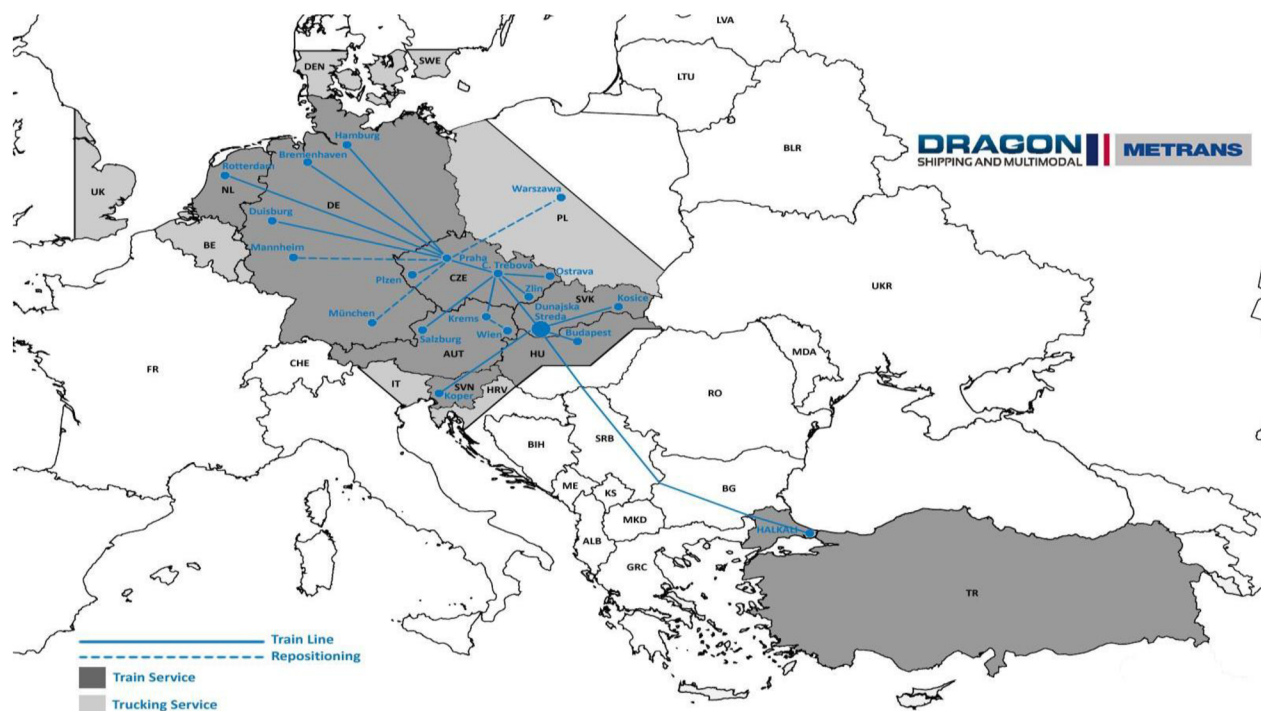 LVA
SWE
DEN
LTU
DRAGON
SHIPPING AND MULTIMODAL
METRANS
BLR
Hamburg
Bremenhaven
Rotterdam
NL
UK
DE
Warszawa
PL
Duisburg
BE
Mannheim
Praha
C. Trebova
Ostrava
Plzen
CZE
Zlin
SVK
Kosice
UKR
Dunajska
Streda
München
Krems
Salzburg
Wien
Budapest
AUT
HU
MDA
FR
CHE
IT
SVN
HRV
Koper
RO
BIH
SRB
ME
KS
BG
MKD
HALKALI
ALB
GRC
TR
Train Line
Repositioning
Train Service
Trucking Service